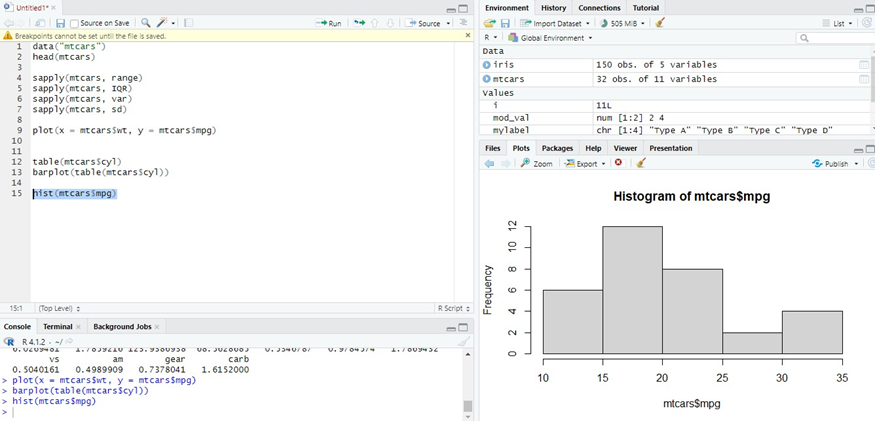 Untitled1*
Source on Save
Run
Source
Breakpoints cannot be set until the file is saved.
1 data("mtcars")
2 head(mtcars)
3
4 sapply(mtcars, range)
5 sapply(mtcars, IQR)
6 sapply(mtcars, var)
7 sapply(mtcars, sd)
8
9 plot(x = mtcars$wt, y = mtcars$mpg)
10
11
12 table(mtcars$cyl)
13 barplot(table(mtcars$cyl))
14
15 hist(mtcars$mpg)
15:1 (Top Level) R Script
Console Terminal Background Jobs
R 4.1.2 · ~/
vs am gear carb
0.5040161 0.4989909 0.7378041 1.6152000
> plot(x = mtcars$wt, y = mtcars$mpg)
> barplot(table(mtcars$cyl))
> hist(mtcars$mpg)
>
Environment History Connections Tutorial
Import Dataset 505 MiB List
R Global Environment
Data
iris 150 obs. of 5 variables
mtcars 32 obs. of 11 variables
Values
i 11L
mod_val num [1:2] 2 4
mylabel chr [1:4] "Type A" "Type B" "Type C" "Type D"
Files Plots Packages Help Viewer Presentation
Zoom Export Publish
Histogram of mtcars$mpg
Frequency
12
10
8
6
4
2
0
10 15 20 25 30 35
mtcars$mpg